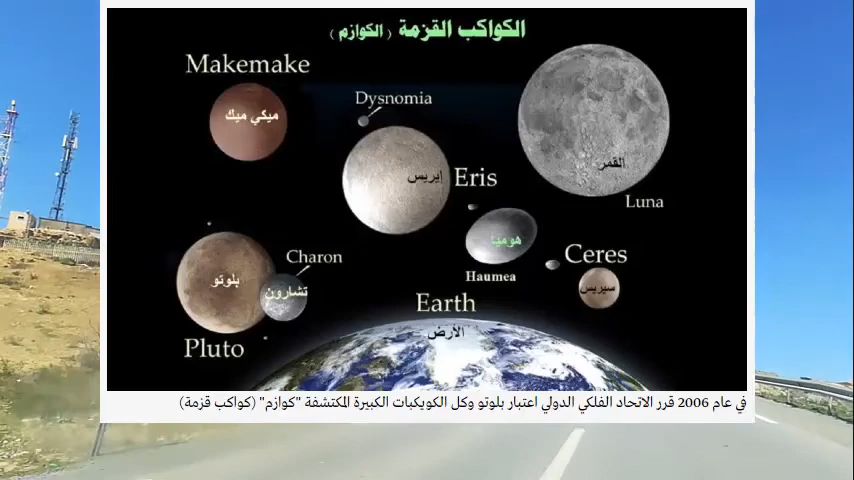 الكواكب القزمة ( الكوازم )
Makemake
ميكي ميك
Dysnomia
إيريس
Eris
القمر
Luna
هوميا
Haumea
Ceres
سيريس
Charon
تشارون
بلوتو
Pluto
Earth
الأرض
في عام 2006 قرر الاتحاد الفلكي الدولي اعتبار بلوتو وكل الكويكبات الكبيرة المكتشفة "كوازم" (كواكب قزمة)